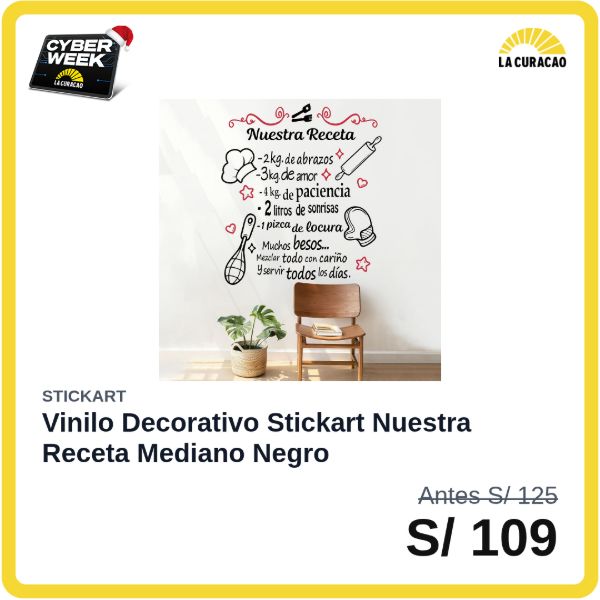 CYBER
WEEK
LA CURACAO
LA CURACAO
Nuestra Receta
-2kg. de abrazos
-3kg. de amor
-4 kg. de paciencia
- 2 litros de sonrisas
-1 pizca de locura
Muchos besos...
Mezclar todo con cariño
Y servir todos los días.
STICKART
Vinilo Decorativo Stickart Nuestra
Receta Mediano Negro
Antes S/ 125
S/ 109